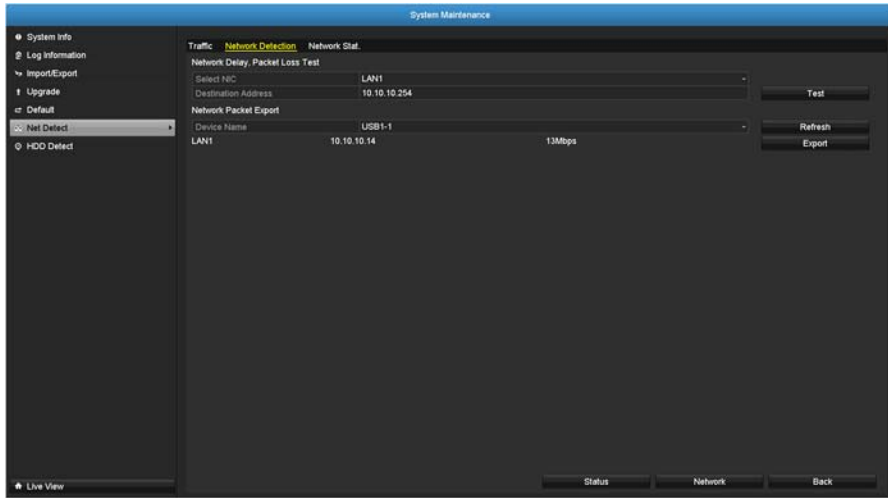 System Maintenance
System Info
Log Information
Import/Export
Upgrade
Default
Net Detect
HDD Detect
Live View
Traffic Network Detection Network Stat.
Network Delay, Packet Loss Test
Select NIC LAN1
Destination Address 10.10.10.254 Test
Network Packet Export
Device Name USB1-1 Refresh
LAN1 10.10.10.14 13Mbps Export
Status Network Back